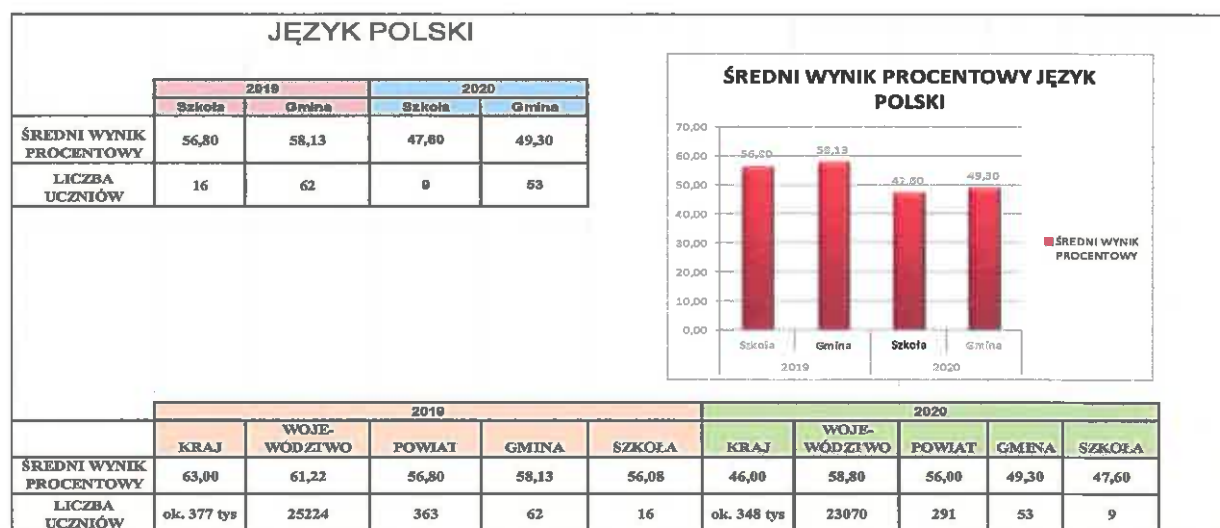 JĘZYK POLSKI
2019 2020
Szkoła Gmina Szkoła Gmina
ŚREDNI WYNIK
PROCENTOWY
56,80 58,13 47,60 49,30
LICZBA
UCZNIÓW
16 62 9 53
ŚREDNI WYNIK PROCENTOWY JĘZYK
POLSKI
70,00
60,00
50,00
40,00
30,00
20,00
10,00
0,00
56,80 58,13 47,60 49,30
Szkoła Gmina Szkoła Gmina
2019 2020
ŚREDNI WYNIK
PROCENTOWY
2019 2020
KRAJ WOJE-
WÓDZTWO POWIAT GMINA SZKOŁA KRAJ WOJE-
WÓDZTWO POWIAT GMINA SZKOŁA
ŚREDNI WYNIK
PROCENTOWY
63,00 61,22 56,80 58,13 56,08 46,00 58,80 56,00 49,30 47,60
LICZBA
UCZNIÓW
ok. 377 tys 25224 363 62 16 ok. 348 tys 23070 291 53 9